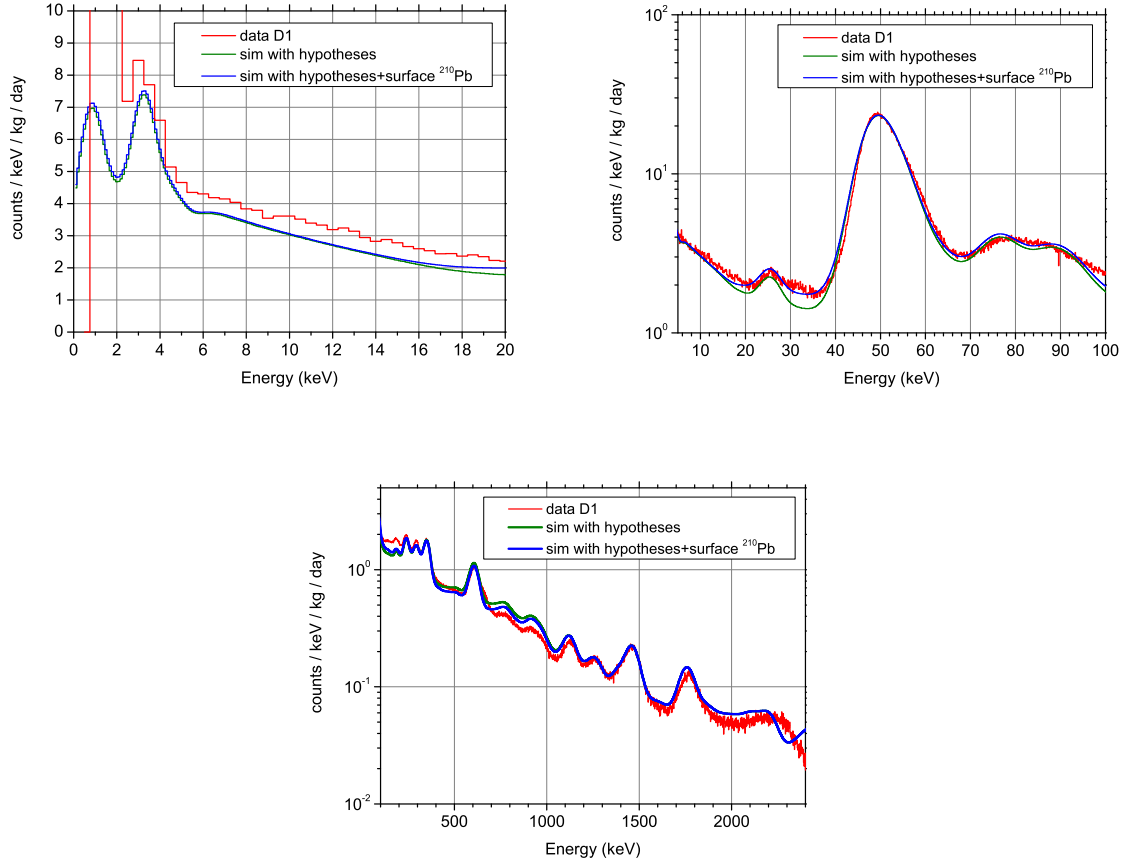 counts / keV / kg / day
10
9
8
7
6
5
4
3
2
1
0
data D1
sim with hypotheses
sim with hypotheses+surface ²¹⁰Pb
0 2 4 6 8 10 12 14 16 18 20
Energy (keV)
counts / keV / kg / day
10²
10¹
10⁰
data D1
sim with hypotheses
sim with hypotheses+surface ²¹⁰Pb
10 20 30 40 50 60 70 80 90 100
Energy (keV)
counts / keV / kg / day
10⁰
10⁻¹
10⁻²
data D1
sim with hypotheses
sim with hypotheses+surface ²¹⁰Pb
500 1000 1500 2000
Energy (keV)